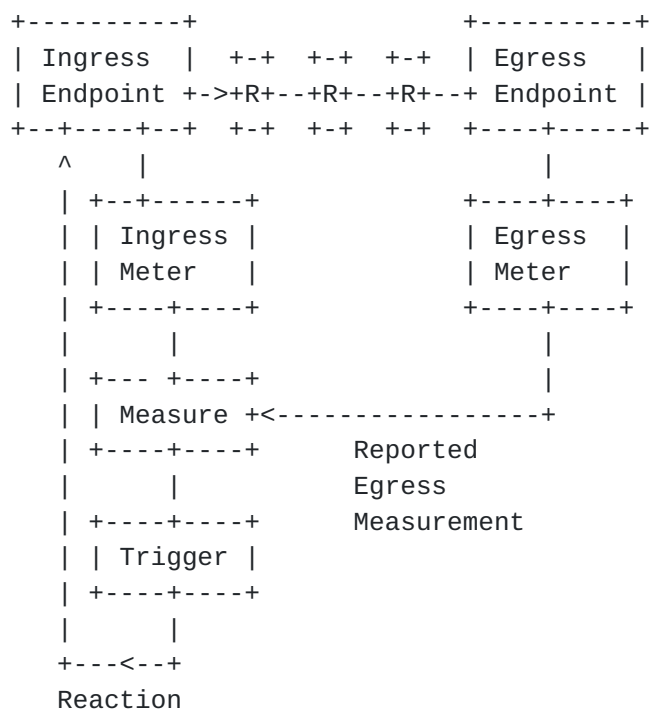 +----------+                 +----------+
| Ingress  |  +-+  +-+  +-+  | Egress   |
| Endpoint +->+R+--+R+--+R+--+ Endpoint |
+--+----+--+  +-+  +-+  +-+  +----+-----+
   ^    |                         |
   | +--+------+             +----+----+
   | | Ingress |             | Egress  |
   | | Meter   |             | Meter   |
   | +----+----+             +----+----+
   |      |                       |
   | +--- +----+                  |
   | | Measure +<-----------------+
   | +----+----+      Reported
   |      |           Egress
   | +----+----+      Measurement
   | | Trigger |
   | +----+----+
   |      |
   +---<--+
   Reaction